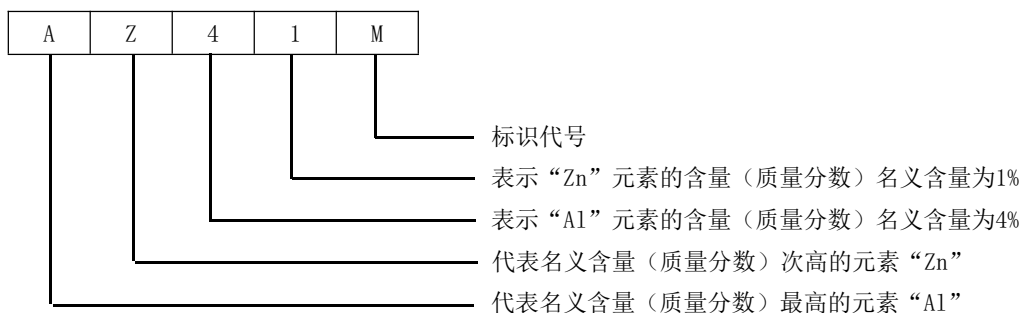 A Z 4 1 M
标识代号
表示“Zn”元素的含量（质量分数）名义含量为1%
表示“Al”元素的含量（质量分数）名义含量为4%
代表名义含量（质量分数）次高的元素“Zn”
代表名义含量（质量分数）最高的元素“Al”